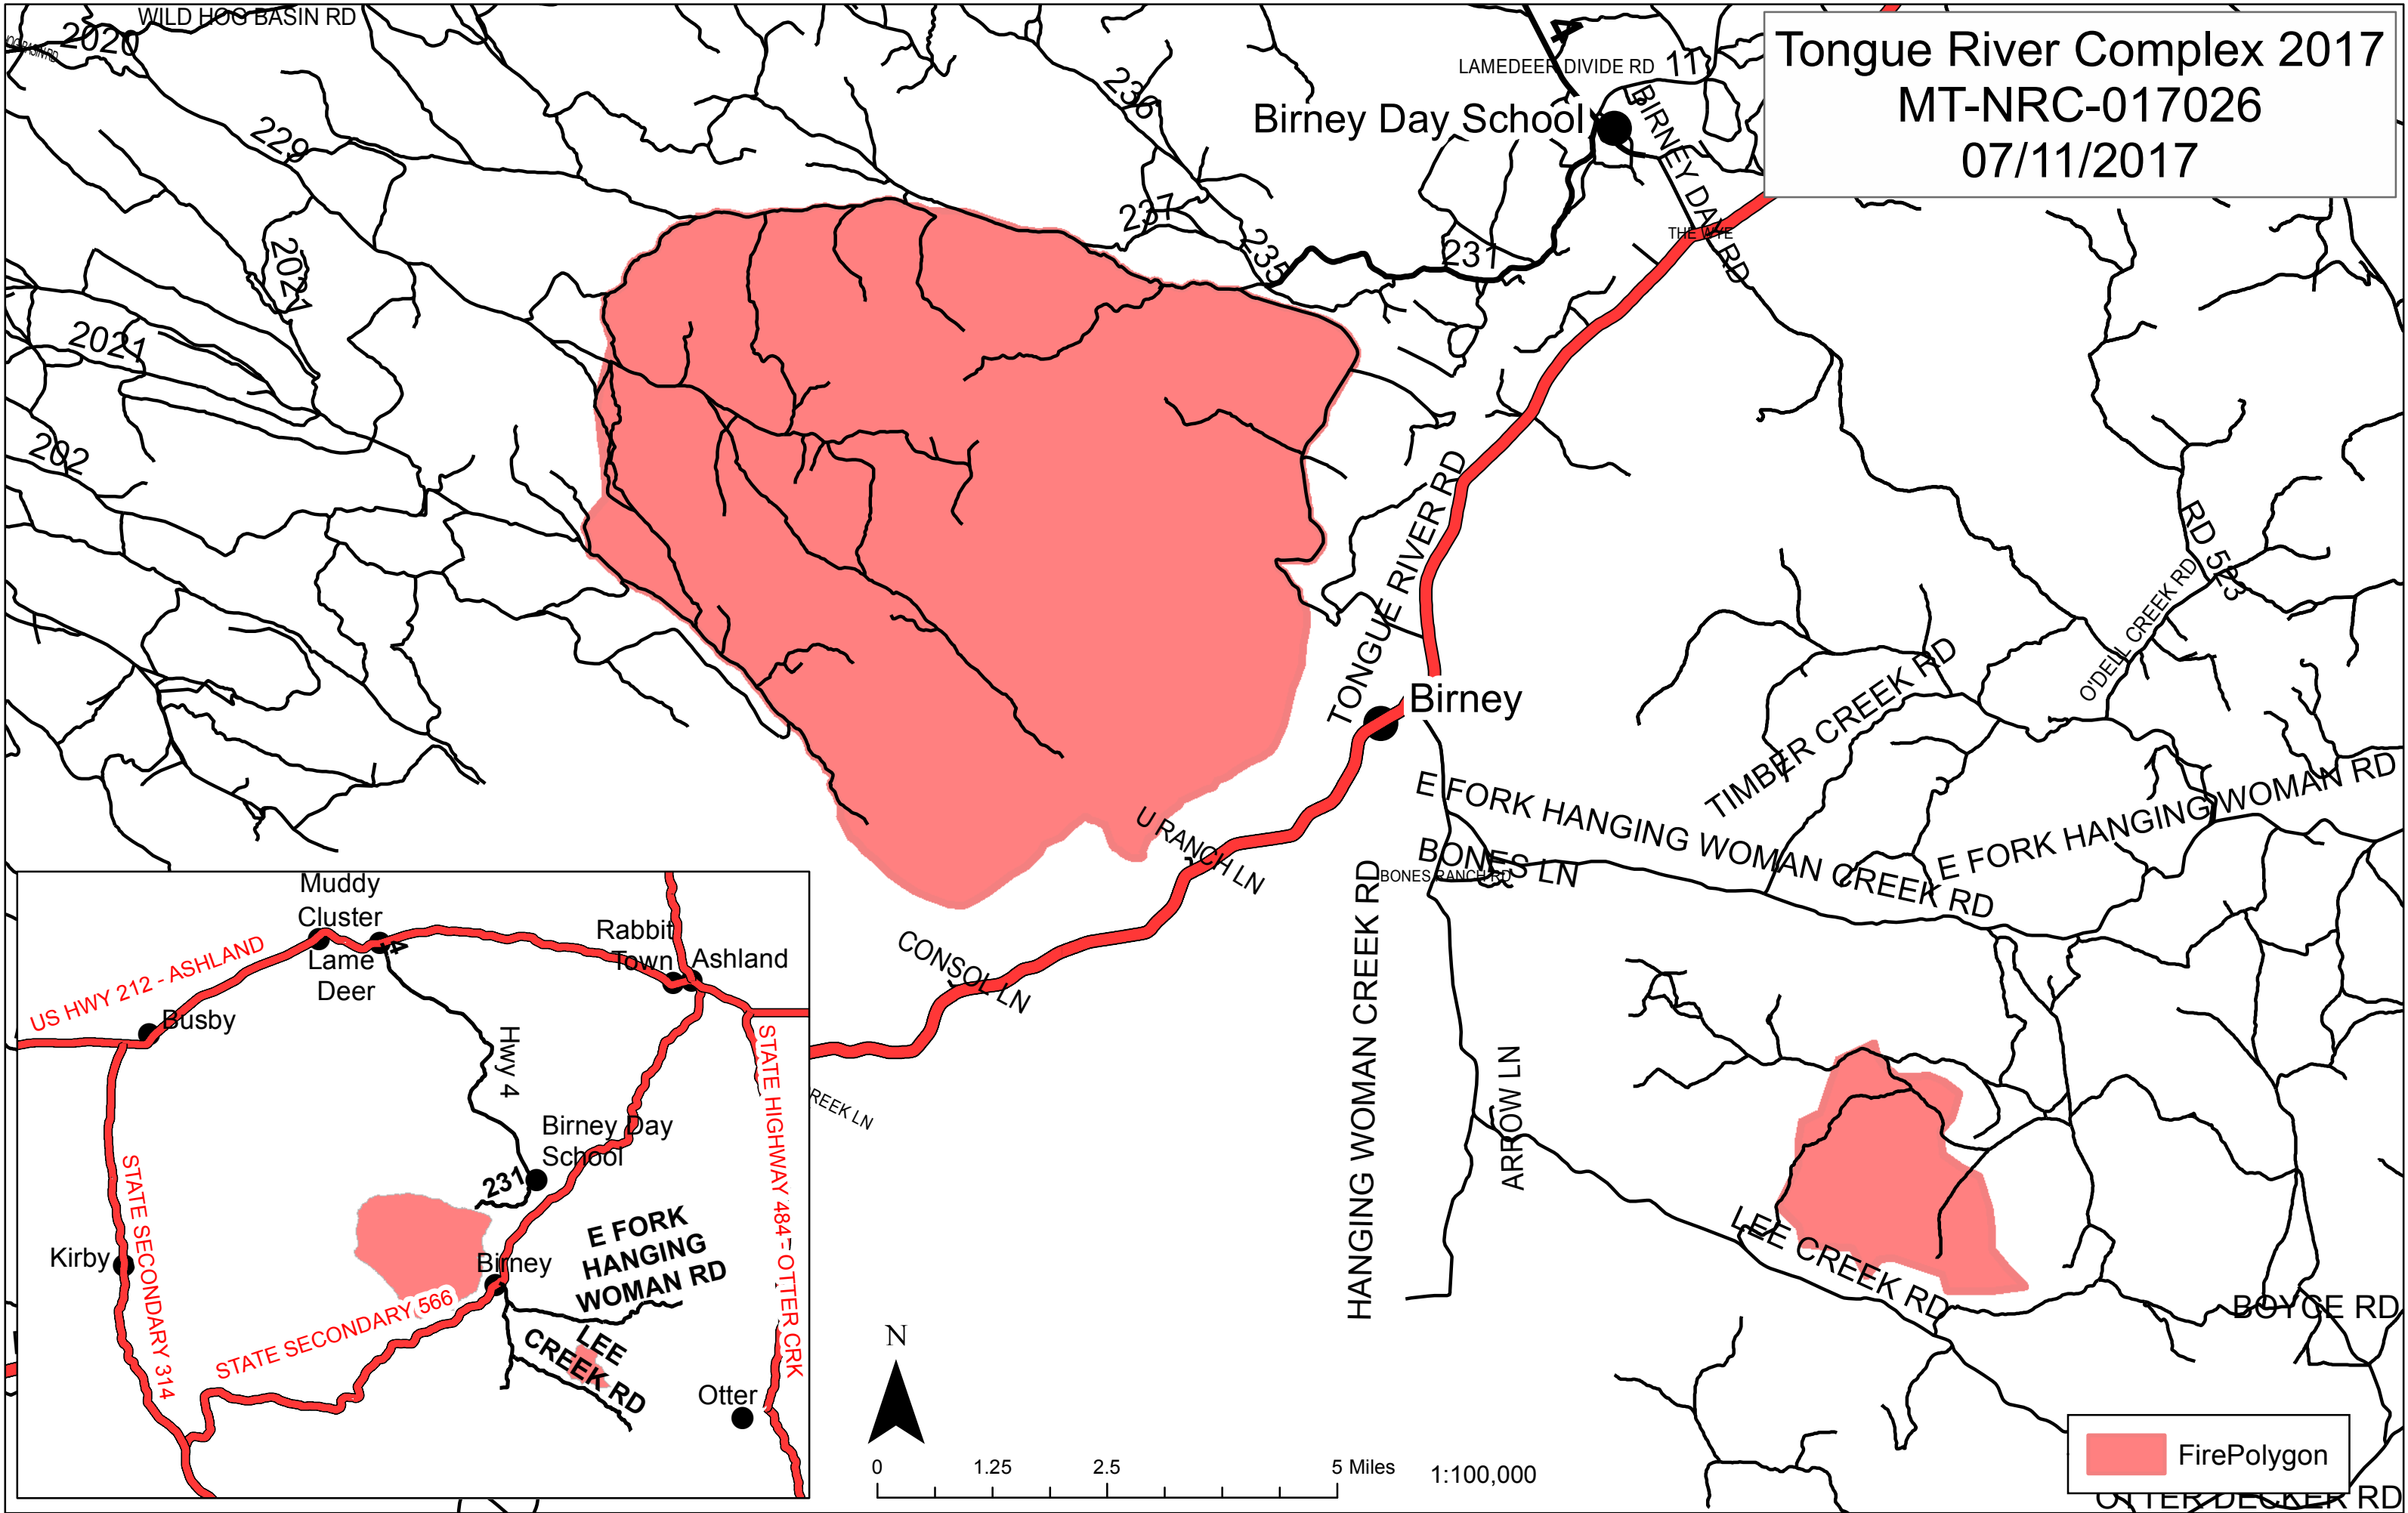 Tongue River Complex 2017
MT-NRC-017026
07/11/2017
WILD HOG BASIN RD
2020
229
2021
2021
202
236
237
235
231
4
LAMEDEER DIVIDE RD
11
Birney Day School
BIRNEY DAY RD
THE WYE
TONGUE RIVER RD
Birney
RD 523
O'DELL CREEK RD
TIMBER CREEK RD
E FORK HANGING WOMAN CREEK RD
E FORK HANGING WOMAN RD
BONES LN
BONES RANCH RD
U RANCH LN
CONSOL LN
REEK LN
HANGING WOMAN CREEK RD
ARROW LN
LEE CREEK RD
BOYCE RD
OTTER DECKER RD
Muddy
Cluster
Lame
Deer
Rabbit
Town
Ashland
US HWY 212 - ASHLAND
Busby
Hwy 4
STATE HIGHWAY 484 - OTTER CRK
Birney Day
School
231
STATE SECONDARY 314
Kirby
Birney
E FORK
HANGING
WOMAN RD
STATE SECONDARY 566
LEE
CREEK RD
Otter
N
0 1.25 2.5 5 Miles
1:100,000
FirePolygon